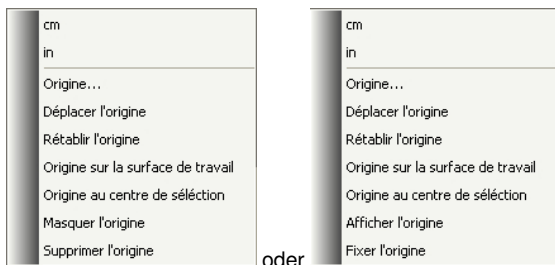 cm
in
Origine...
Déplacer l'origine
Rétablir l'origine
Origine sur la surface de travail
Origine au centre de séléction
Masquer l'origine
Supprimer l'origine
oder
cm
in
Origine...
Déplacer l'origine
Rétablir l'origine
Origine sur la surface de travail
Origine au centre de séléction
Afficher l'origine
Fixer l'origine